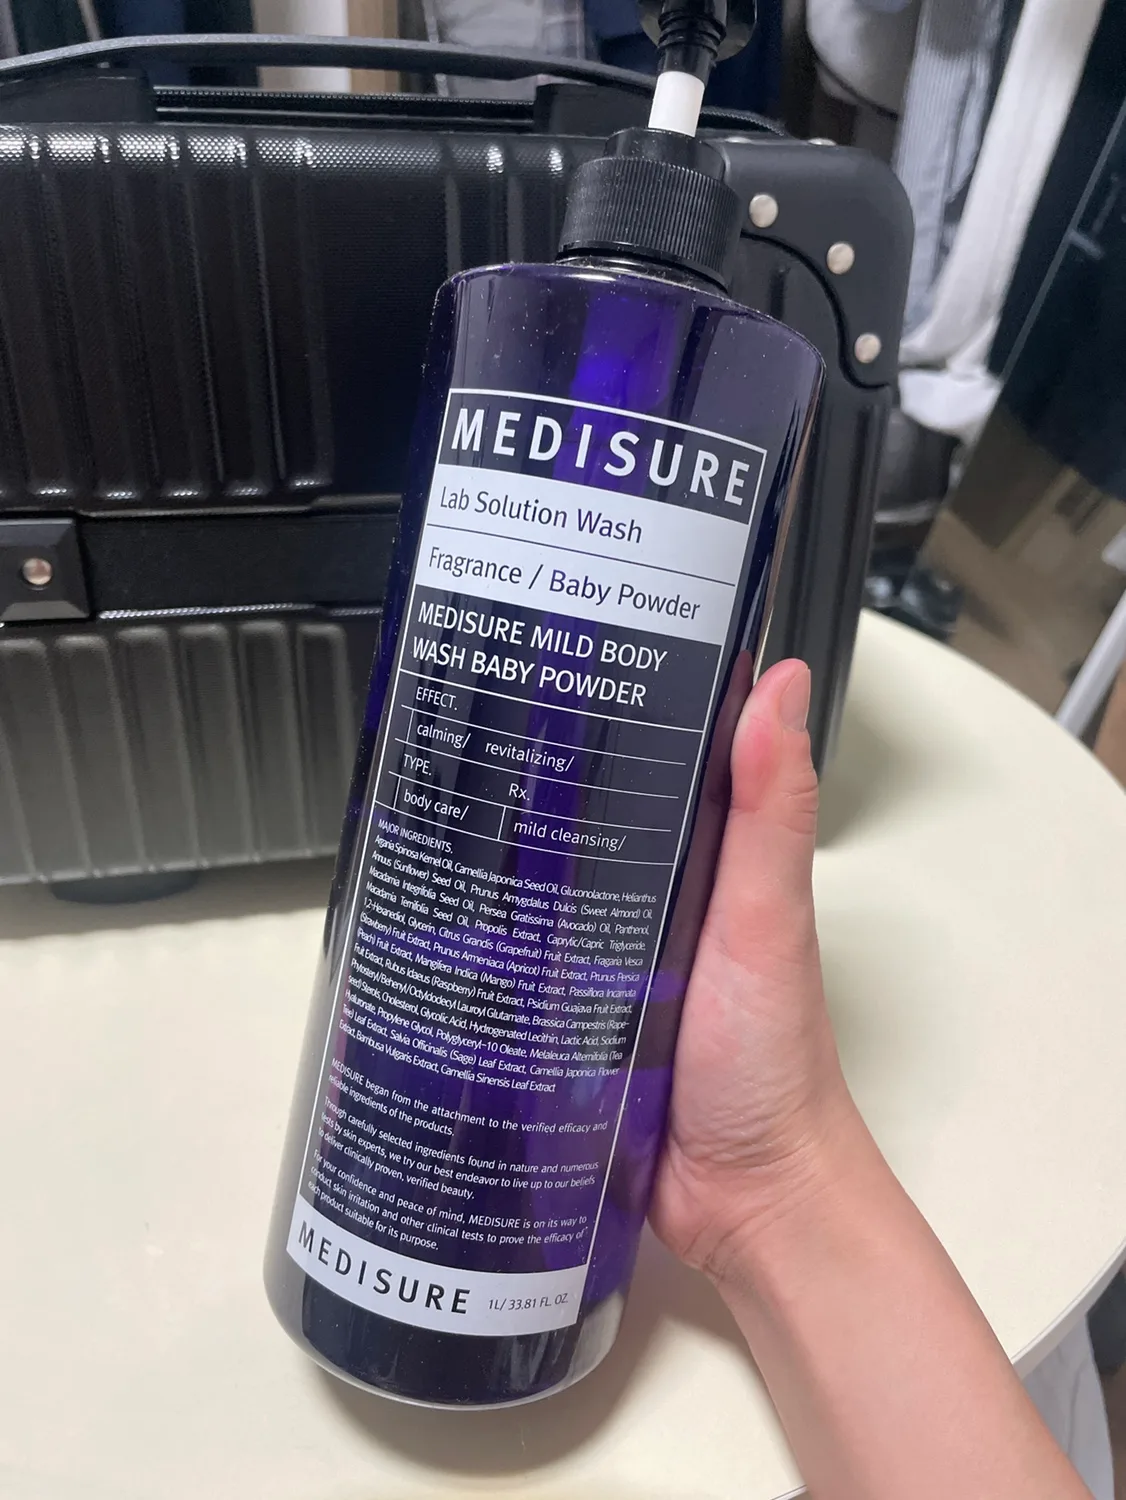 MEDISURE
Lab Solution Wash
Fragrance / Baby Powder
MEDISURE MILD BODY
WASH BABY POWDER
EFFECT.
calming/ revitalizing/
TYPE.
Rx.
body care/
mild cleansing/
MAJOR INGREDIENTS.
Argania Spinosa Kernel Oil, Camellia Japonica Seed Oil, Gluconolactone, Helianthus
Annuus (Sunflower) Seed Oil, Prunus Amygdalus Dulcis (Sweet Almond) Oil,
Macadamia Integrifolia Seed Oil, Persea Gratissima (Avocado) Oil, Panthenol,
Macadamia Ternifolia Seed Oil, Propolis Extract, Caprylic/Capric Triglyceride,
1,2-Hexanediol, Glycerin, Citrus Grandis (Grapefruit) Fruit Extract, Fragaria Vesca
(Strawberry) Fruit Extract, Prunus Armeniaca (Apricot) Fruit Extract, Prunus Persica
(Peach) Fruit Extract, Mangifera Indica (Mango) Fruit Extract, Passiflora Incarnata
Fruit Extract, Rubus Idaeus (Raspberry) Fruit Extract, Psidium Guajava Fruit Extract,
Phytosteryl/Behenyl/Octyldodecyl Lauroyl Glutamate, Brassica Campestris (Rape-
seed) Sterols, Cholesterol, Glycolic Acid, Hydrogenated Lecithin, Lactic Acid, Sodium
Hyaluronate, Propylene Glycol, Polyglyceryl-10 Oleate, Melaleuca Alternifolia (Tea
Tree) Leaf Extract, Salvia Officinalis (Sage) Leaf Extract, Camellia Japonica Flower
Extract, Bambusa Vulgaris Extract, Camellia Sinensis Leaf Extract
MEDISURE began from the attachment to the verified efficacy and
reliable ingredients of the products.
Through carefully selected ingredients found in nature and numerous
tests by skin experts, we try our best endeavor to live up to our beliefs
to deliver clinically proven, verified beauty.
For your confidence and peace of mind, MEDISURE is on its way to
conduct skin irritation and other clinical tests to prove the efficacy of
each product suitable for its purpose.
MEDISURE 1L/ 33.81 FL. OZ.